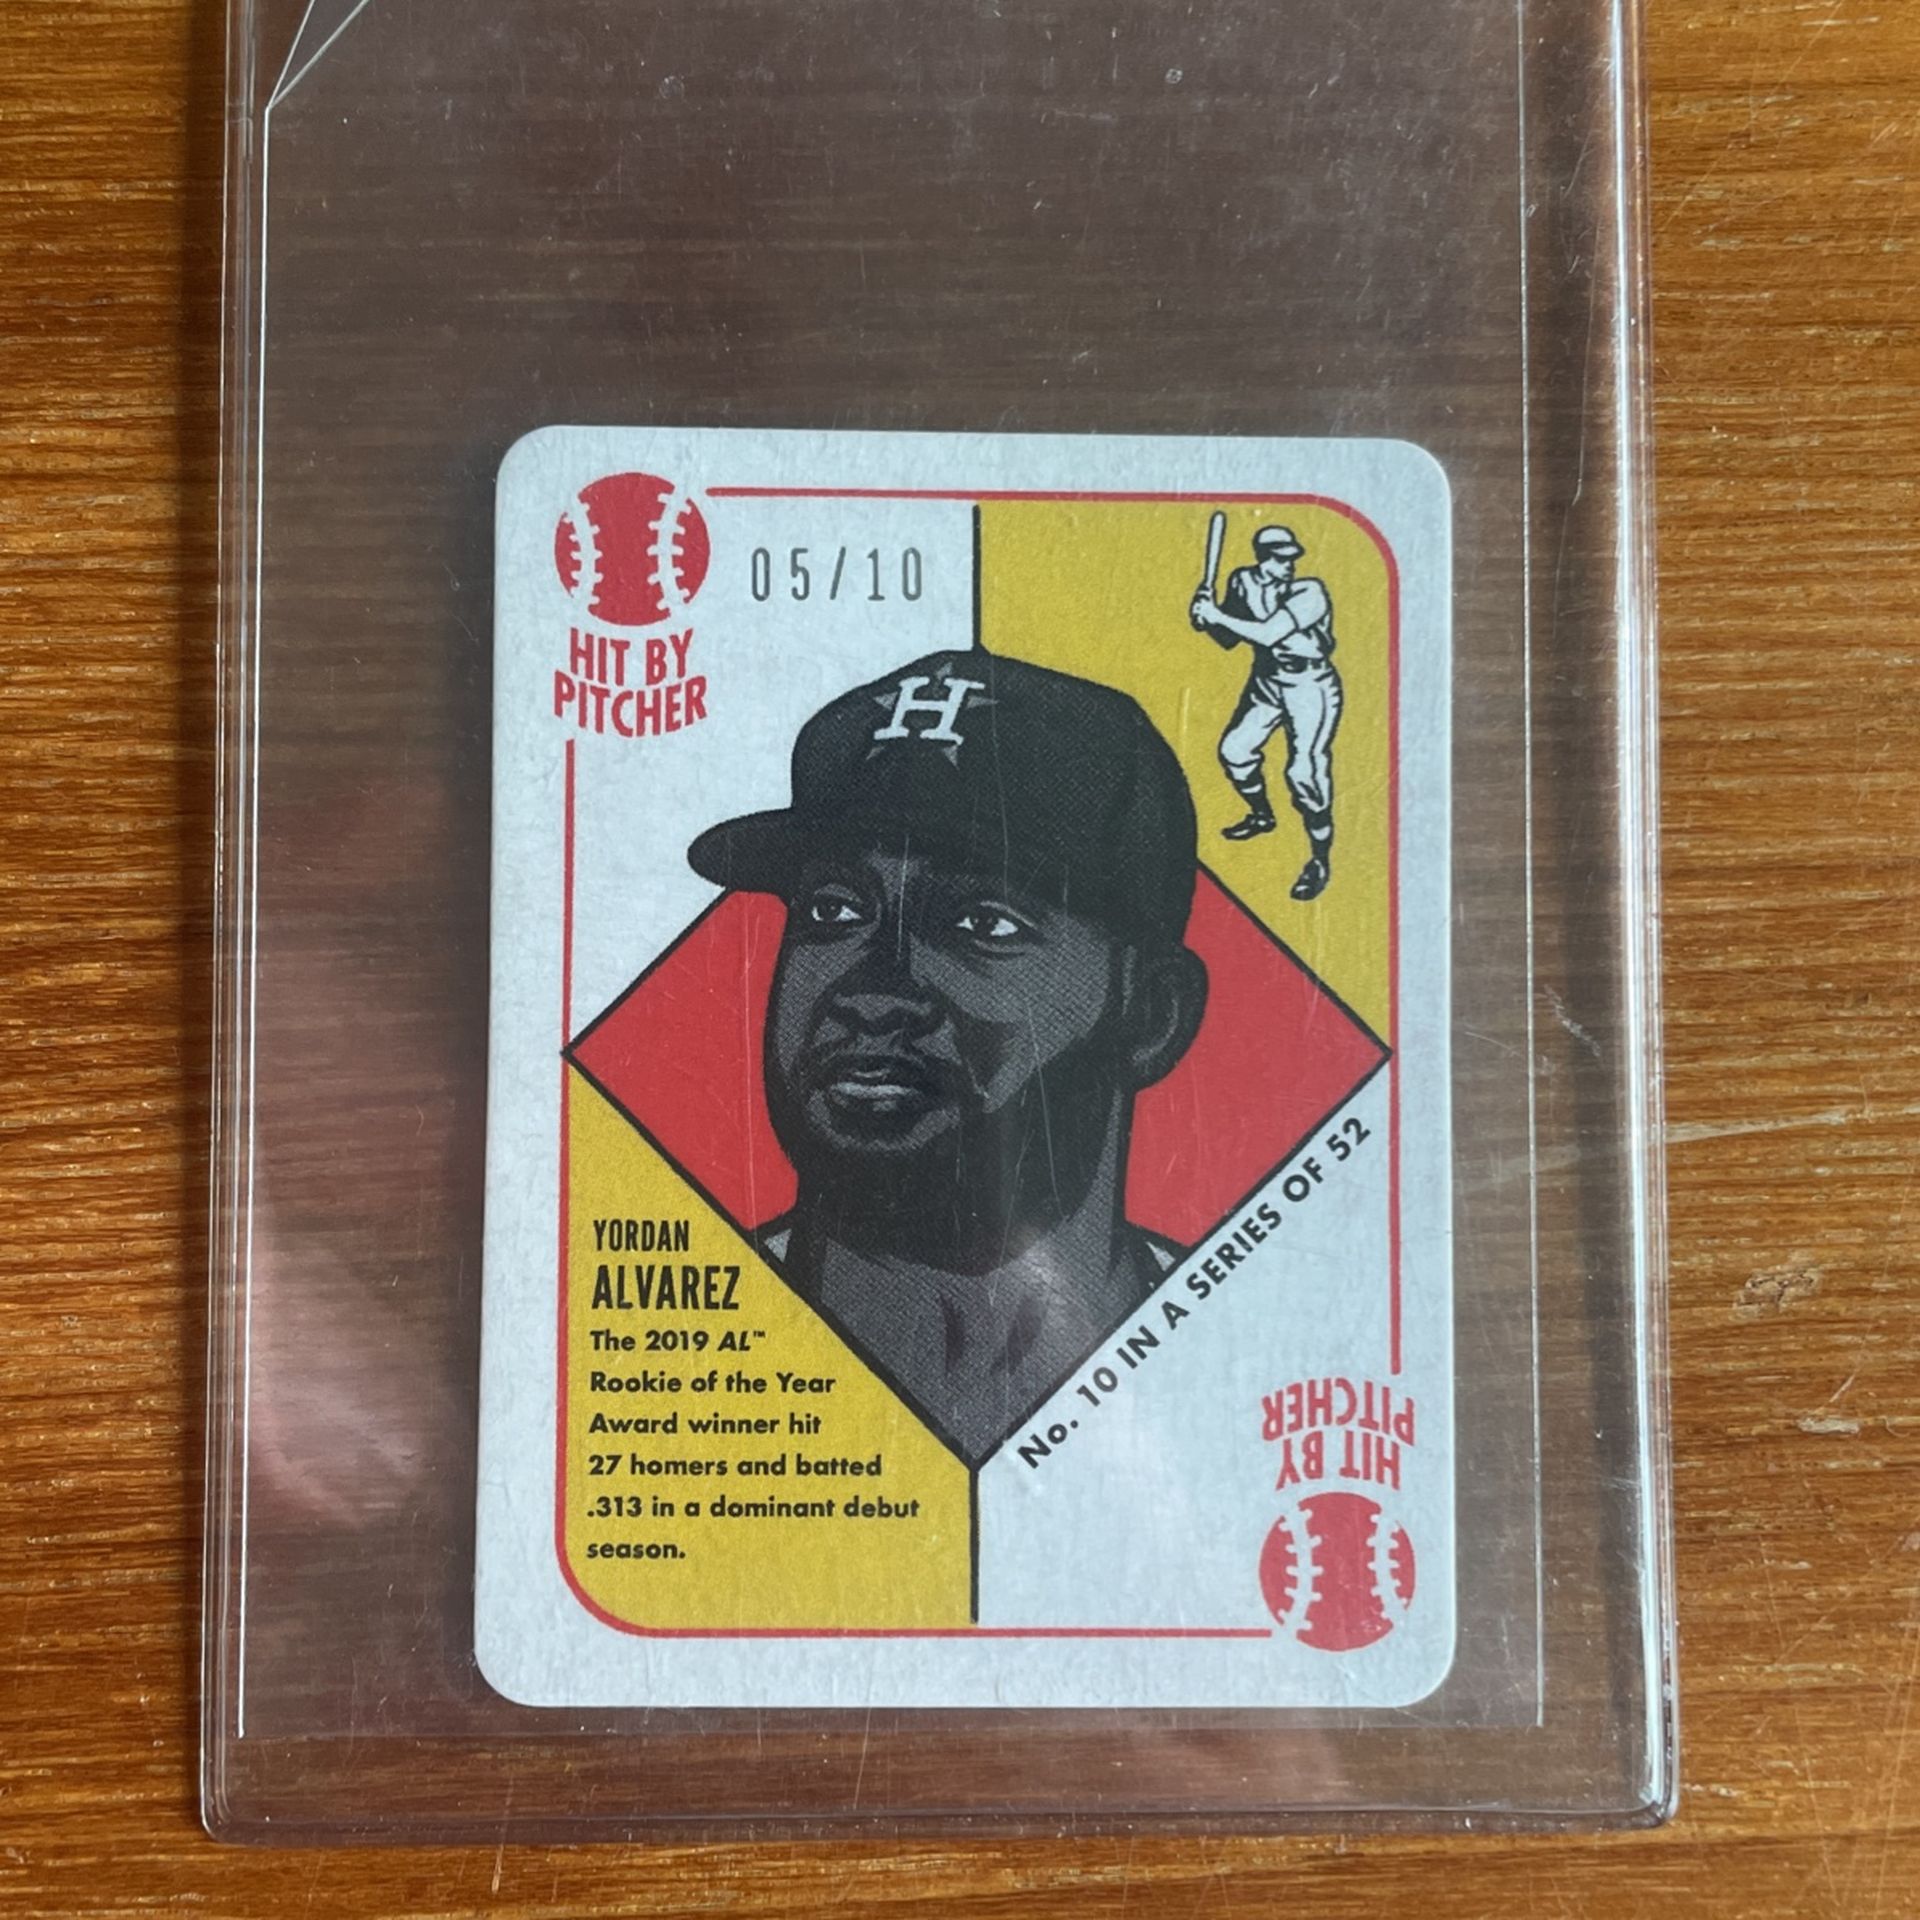 05/10
HIT BY
PITCHER
H
YORDAN
ALVAREZ
The 2019 AL™
Rookie of the Year
Award winner hit
27 homers and batted
.313 in a dominant debut
season.
No. 10 IN A SERIES OF 52
HIT BY
PITCHER